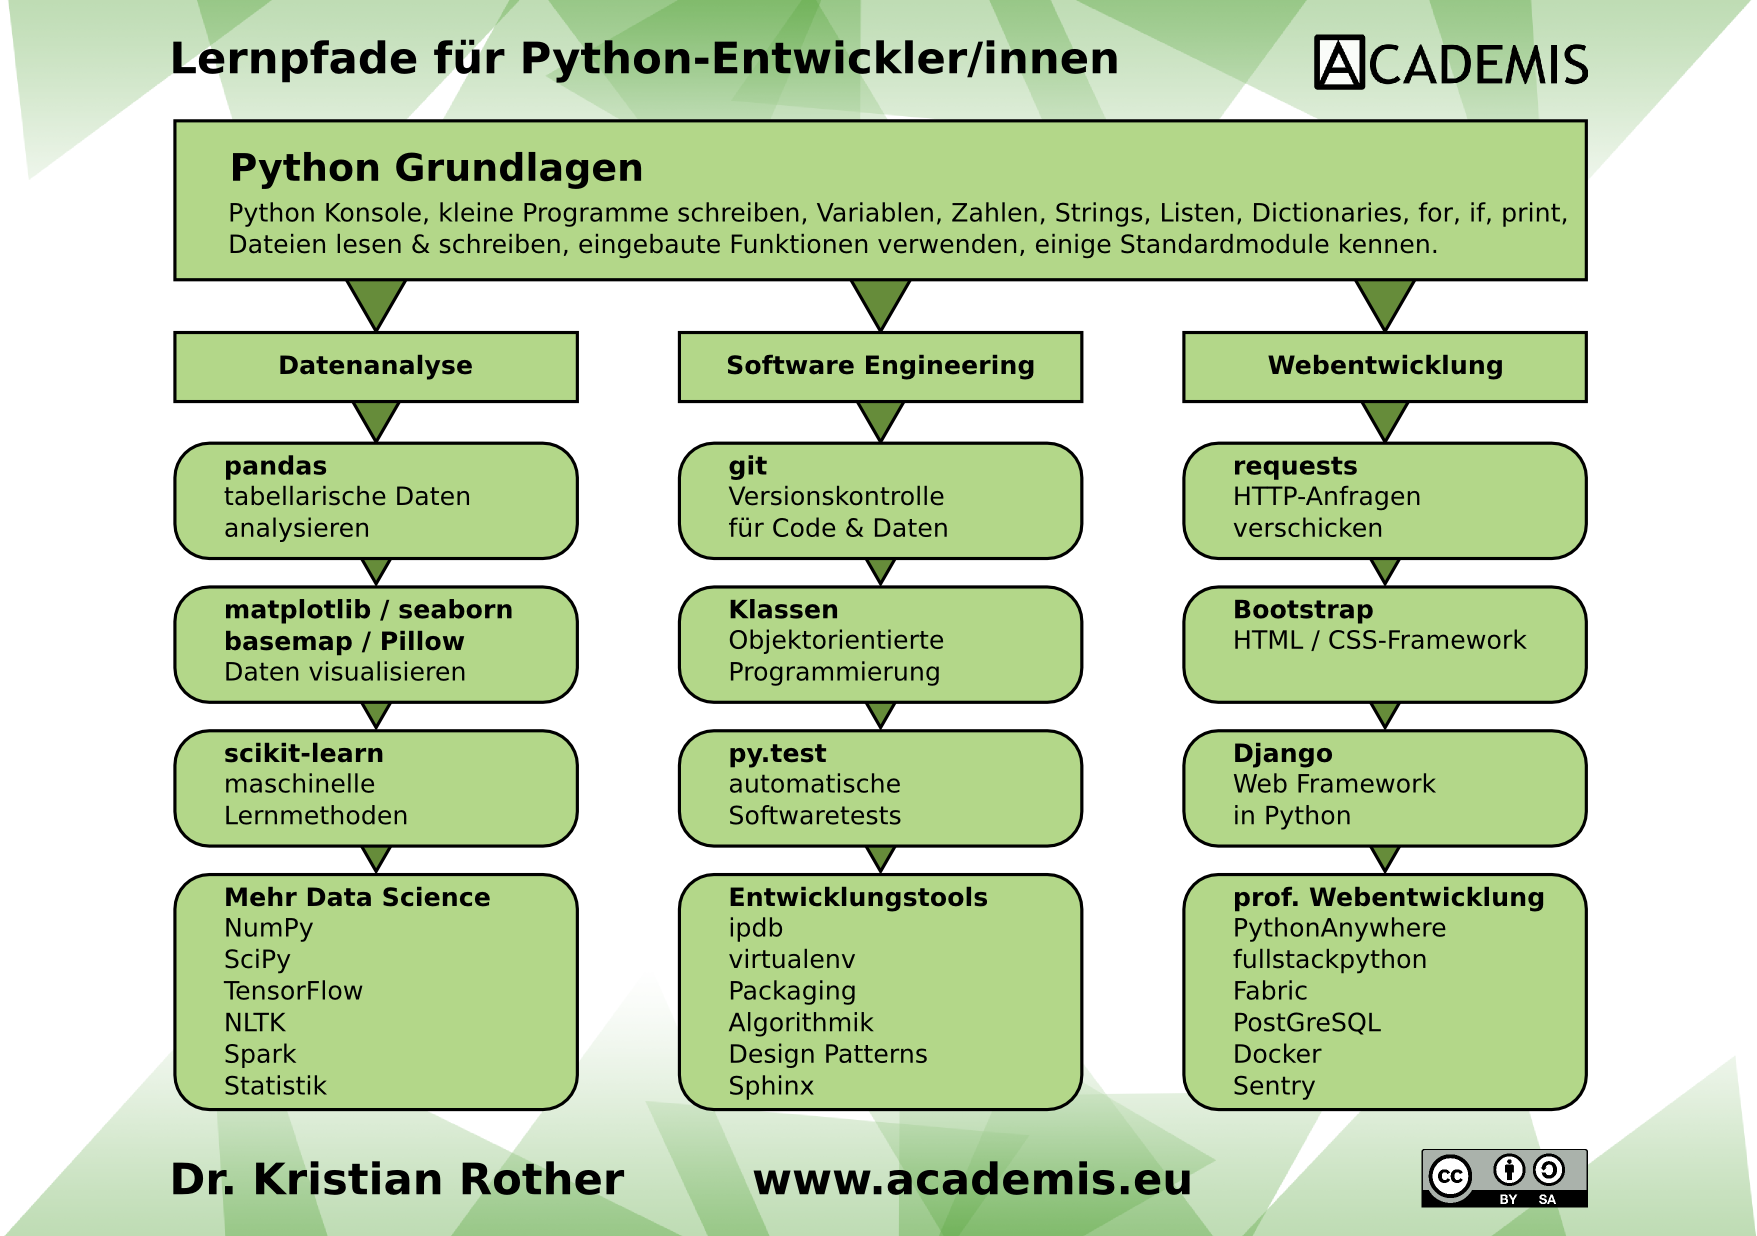 Lernpfade für Python-Entwickler/innen
ACADEMIS
Python Grundlagen
Python Konsole, kleine Programme schreiben, Variablen, Zahlen, Strings, Listen, Dictionaries, for, if, print,
Dateien lesen & schreiben, eingebaute Funktionen verwenden, einige Standardmodule kennen.
Datenanalyse
pandas
tabellarische Daten
analysieren
matplotlib / seaborn
basemap / Pillow
Daten visualisieren
scikit-learn
maschinelle
Lernmethoden
Mehr Data Science
NumPy
SciPy
TensorFlow
NLTK
Spark
Statistik
Software Engineering
git
Versionskontrolle
für Code & Daten
Klassen
Objektorientierte
Programmierung
py.test
automatische
Softwaretests
Entwicklungstools
ipdb
virtualenv
Packaging
Algorithmik
Design Patterns
Sphinx
Webentwicklung
requests
HTTP-Anfragen
verschicken
Bootstrap
HTML / CSS-Framework
Django
Web Framework
in Python
prof. Webentwicklung
PythonAnywhere
fullstackpython
Fabric
PostGreSQL
Docker
Sentry
Dr. Kristian Rother
www.academis.eu
cc
BY SA